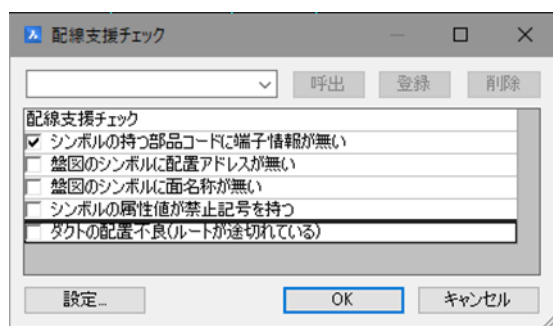 配線支援チェック
呼出 登録 削除
配線支援チェック
シンボルの持つ部品コードに端子情報が無い
盤図のシンボルに配置アドレスが無い
盤図のシンボルに面名称が無い
シンボルの属性値が禁止記号を持つ
ダクトの配置不良(ルートが途切れている)
設定... OK キャンセル